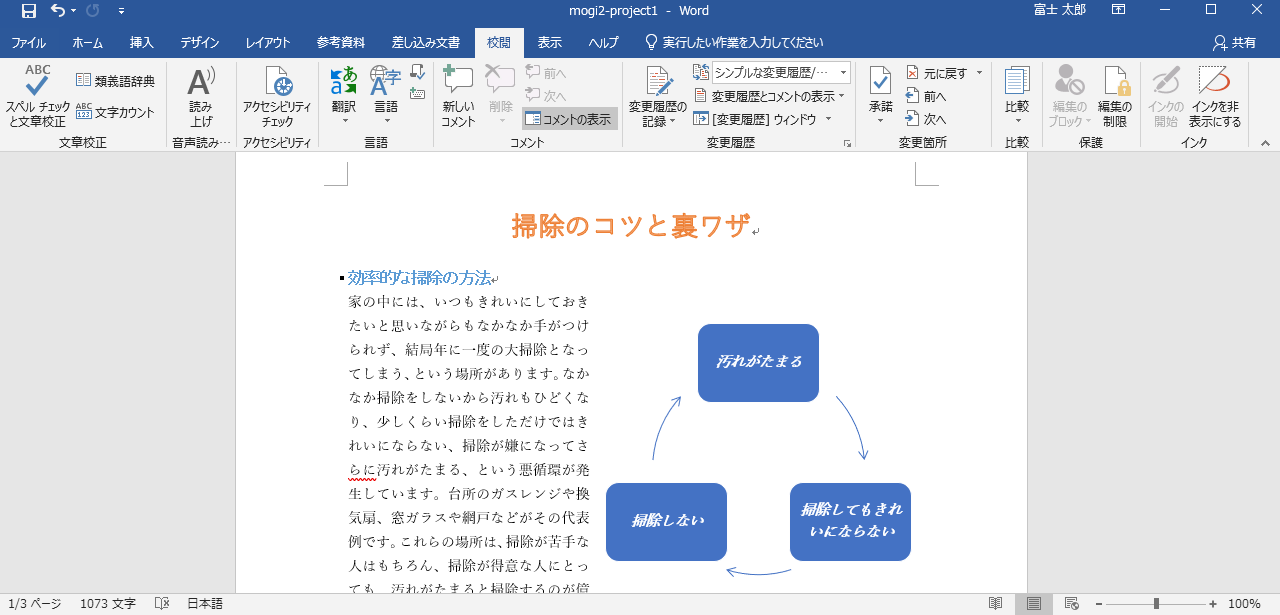 mogi2-project1 - Word
富士 太郎
ファイル ホーム 挿入 デザイン レイアウト 参考資料 差し込み文書 校閲 表示 ヘルプ 実行したい作業を入力してください 共有
ABC
スペル チェック
と文章校正
類義語辞典
ABC
123
文字カウント
文章校正
A
読み
上げ
音声読み…
アクセシビリティ
チェック
アクセシビリティ
あ
a
翻訳
A字
言語
言語
新しい
コメント
削除
前へ
次へ
コメントの表示
コメント
変更履歴の
記録
シンプルな変更履歴/…
変更履歴とコメントの表示
[変更履歴] ウィンドウ
変更履歴
承諾
元に戻す
前へ
次へ
変更箇所
比較
比較
編集の
ブロック
編集の
制限
保護
インクの
開始
インクを非
表示にする
インク
掃除のコツと裏ワザ
効率的な掃除の方法
家の中には、いつもきれいにしておき
たいと思いながらもなかなか手がつけ
られず、結局年に一度の大掃除となっ
てしまう、という場所があります。なか
なか掃除をしないから汚れもひどくな
り、少しくらい掃除をしただけではき
れいにならない、掃除が嫌になってさ
らに汚れがたまる、という悪循環が発
生しています。台所のガスレンジや換
気扇、窓ガラスや網戸などがその代表
例です。これらの場所は、掃除が苦手な
人はもちろん、掃除が得意な人にとっ
ても、汚れがたまると掃除するのが億
汚れがたまる
掃除してもきれ
いにならない
掃除しない
1/3 ページ 1073 文字 日本語
100%